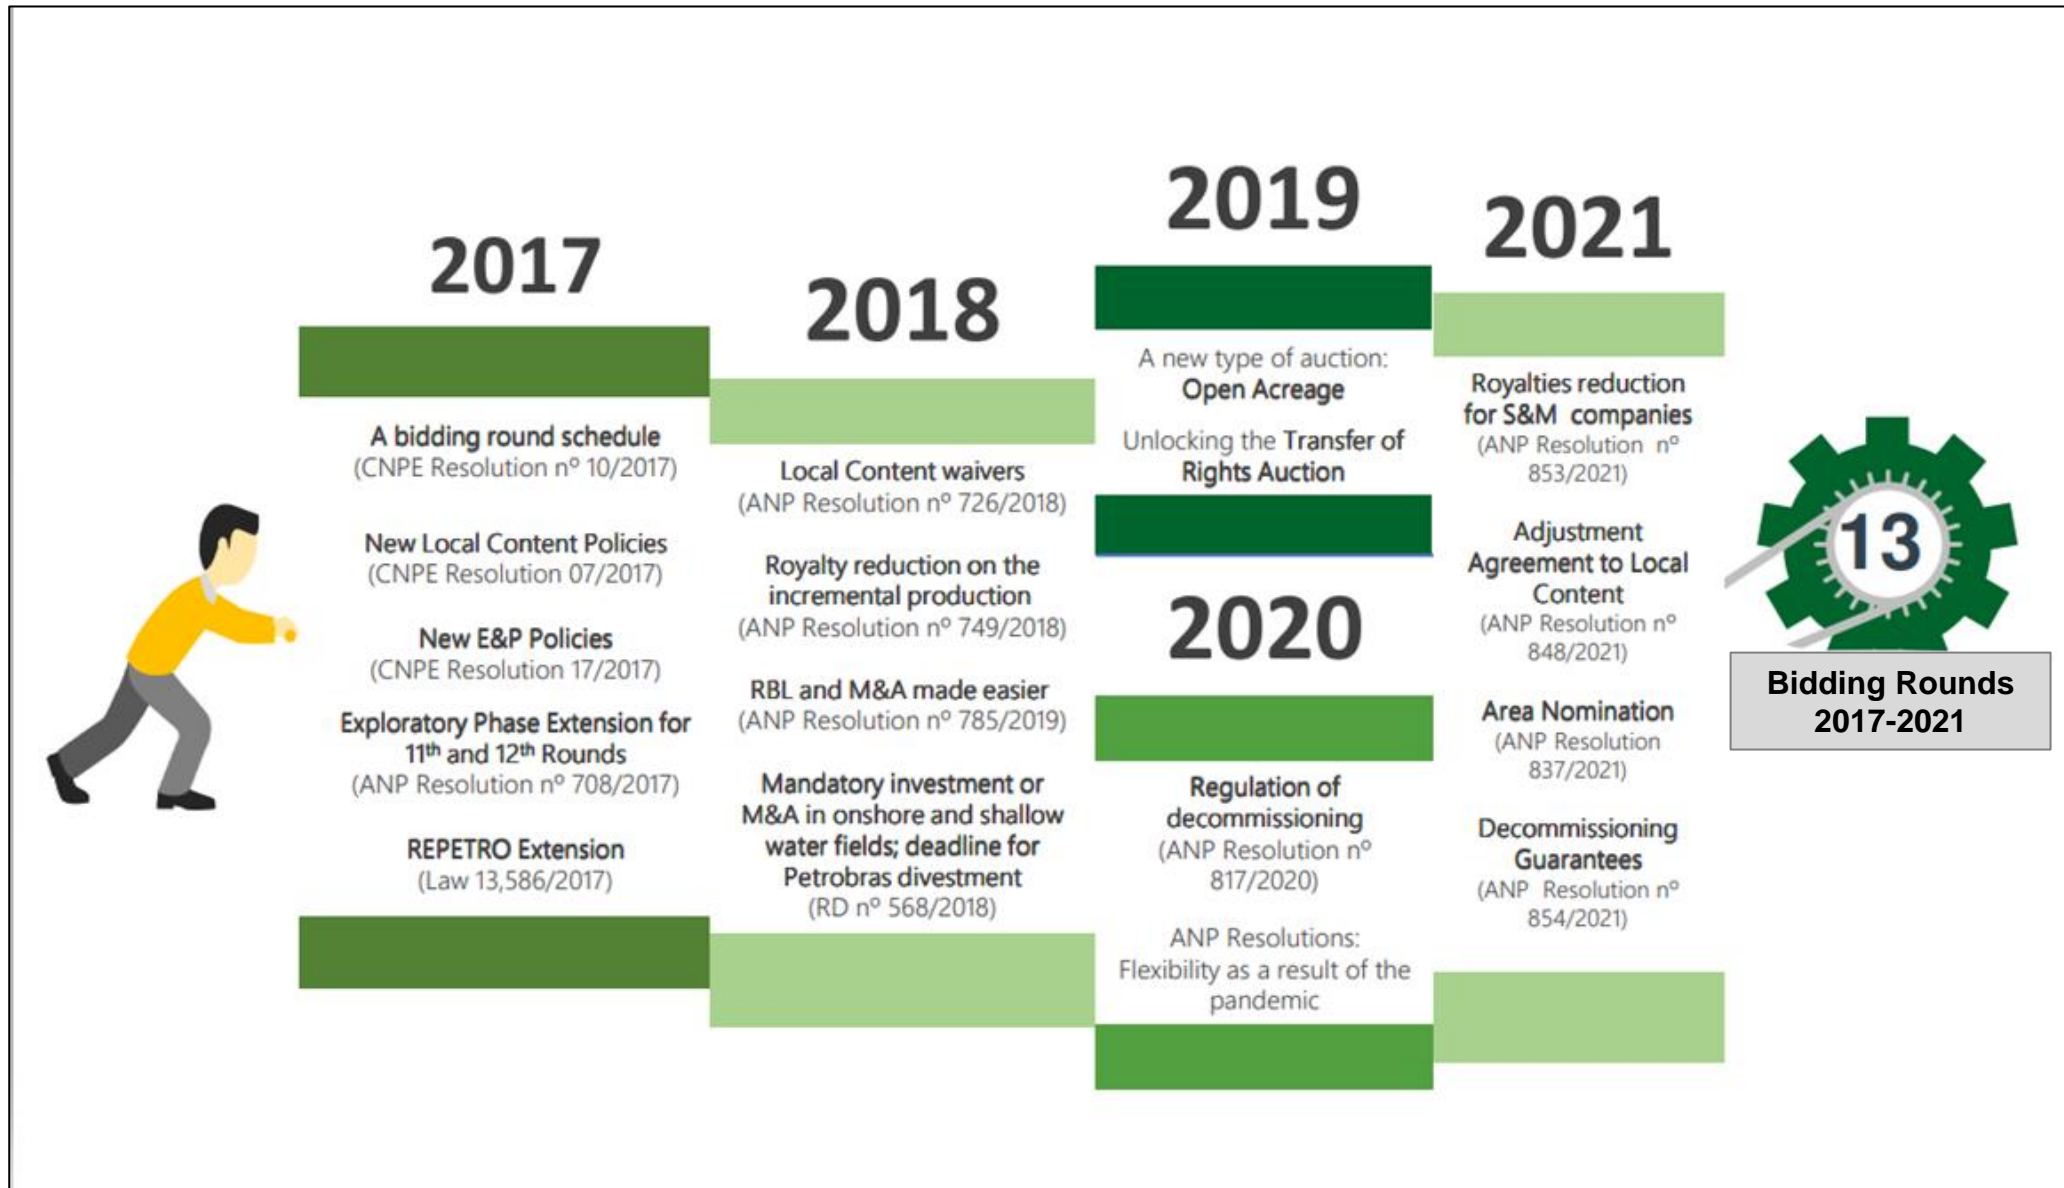 2017
A bidding round schedule
(CNPE Resolution nº 10/2017)
New Local Content Policies
(CNPE Resolution 07/2017)
New E&P Policies
(CNPE Resolution 17/2017)
Exploratory Phase Extension for
11th and 12th Rounds
(ANP Resolution nº 708/2017)
REPETRO Extension
(Law 13,586/2017)
2018
Local Content waivers
(ANP Resolution nº 726/2018)
Royalty reduction on the
incremental production
(ANP Resolution nº 749/2018)
RBL and M&A made easier
(ANP Resolution nº 785/2019)
Mandatory investment or
M&A in onshore and shallow
water fields; deadline for
Petrobras divestment
(RD nº 568/2018)
2019
A new type of auction:
Open Acreage
Unlocking the Transfer of
Rights Auction
2020
Regulation of
decommissioning
(ANP Resolution nº
817/2020)
ANP Resolutions:
Flexibility as a result of the
pandemic
2021
Royalties reduction
for S&M companies
(ANP Resolution nº
853/2021)
Adjustment
Agreement to Local
Content
(ANP Resolution nº
848/2021)
Area Nomination
(ANP Resolution
837/2021)
Decommissioning
Guarantees
(ANP Resolution nº
854/2021)
13
Bidding Rounds
2017-2021